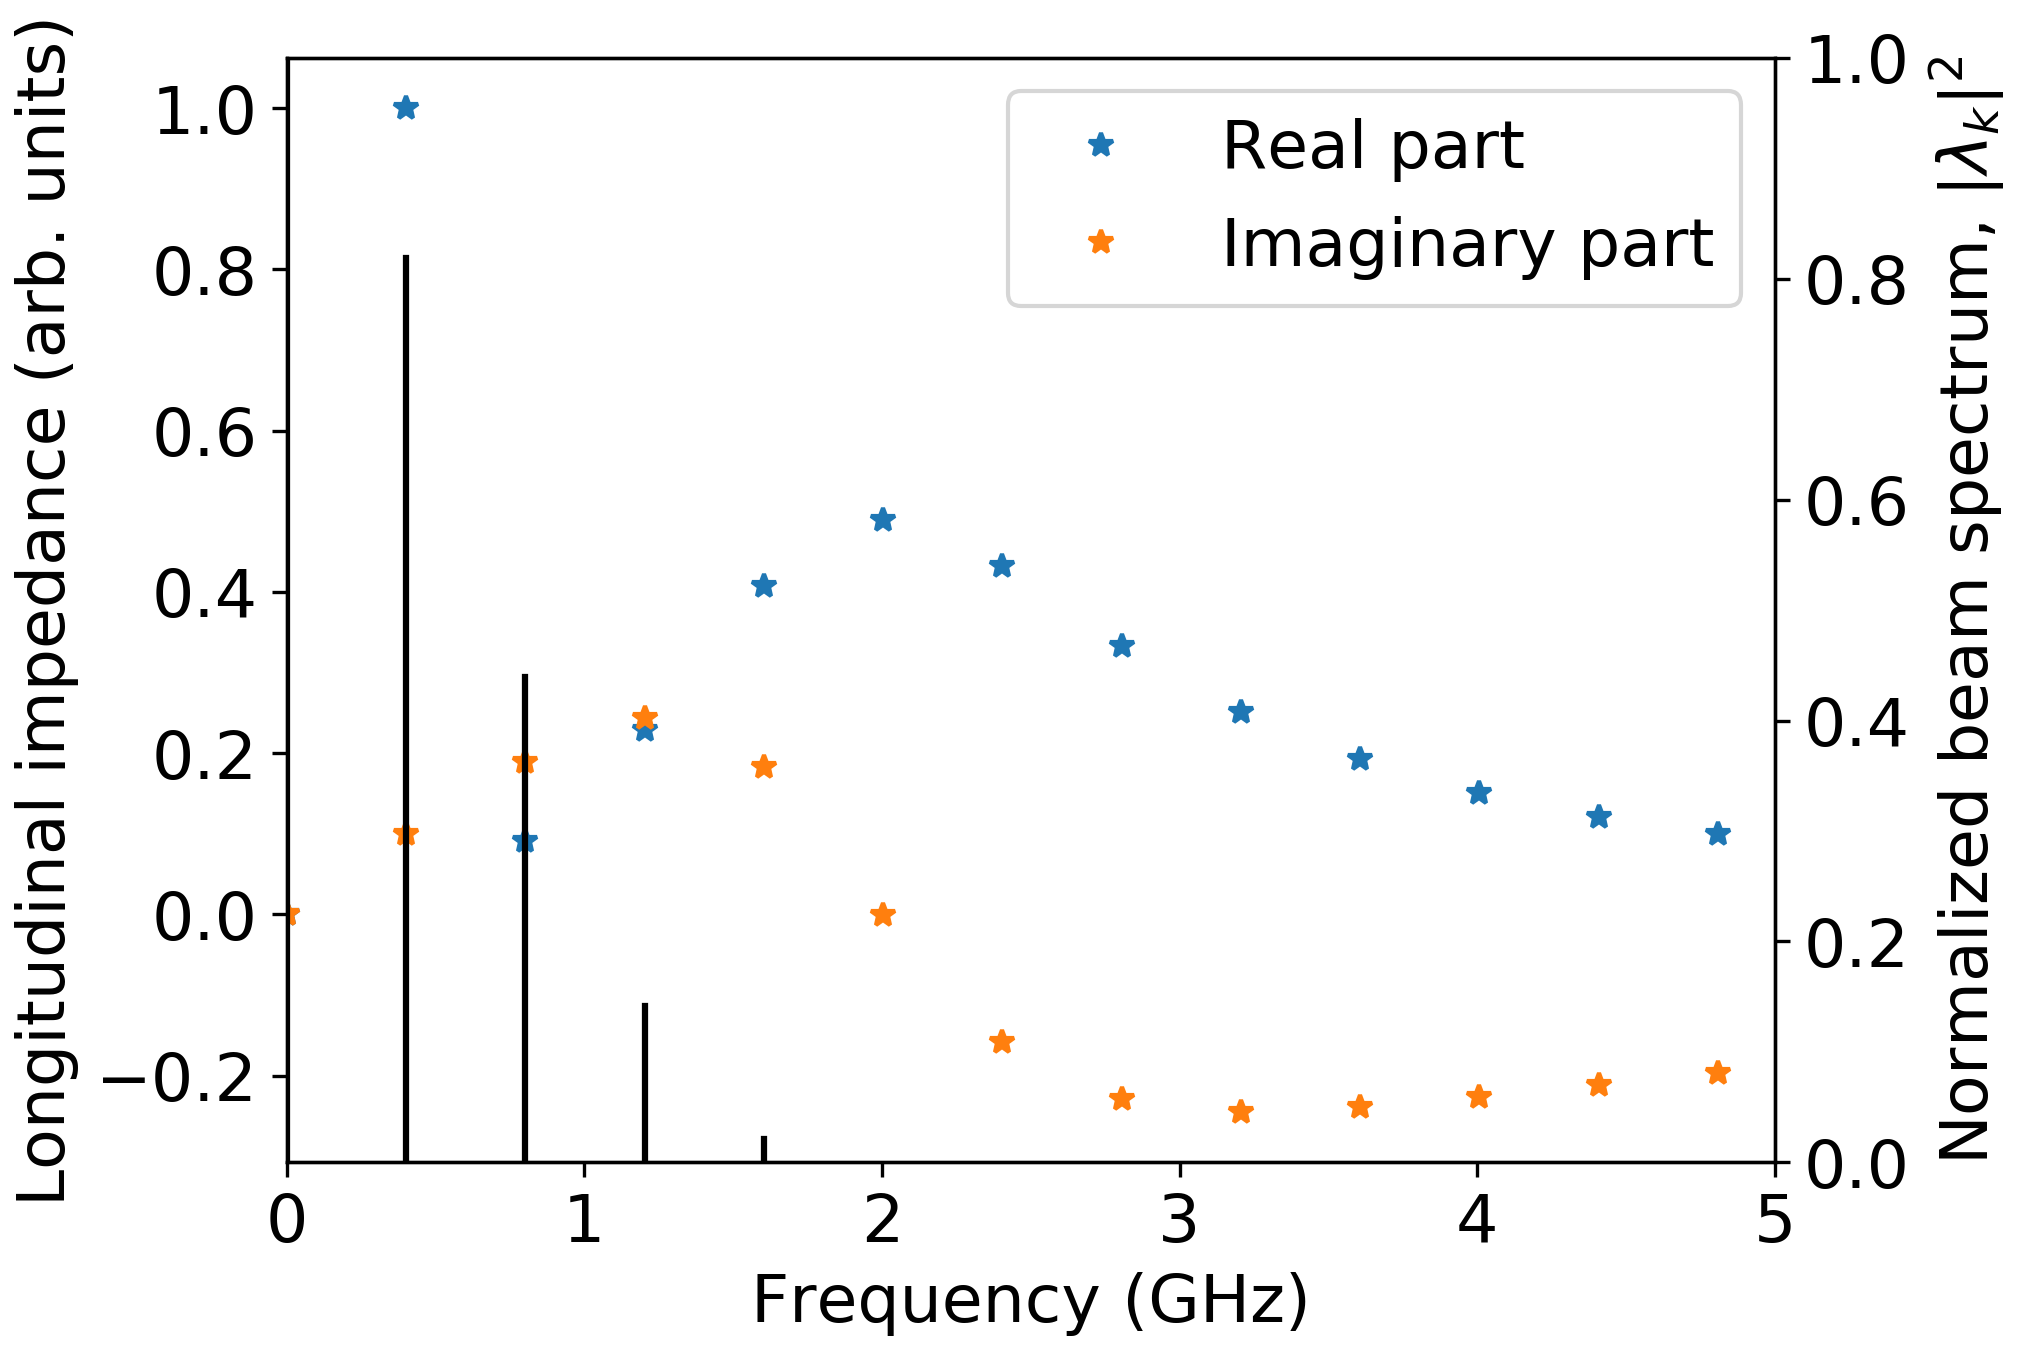 Longitudinal impedance (arb. units)
1.0
0.8
0.6
0.4
0.2
0.0
−0.2
Real part
Imaginary part
1.0
0.8
0.6
0.4
0.2
0.0
Normalized beam spectrum, |λₖ|²
0 1 2 3 4 5
Frequency (GHz)